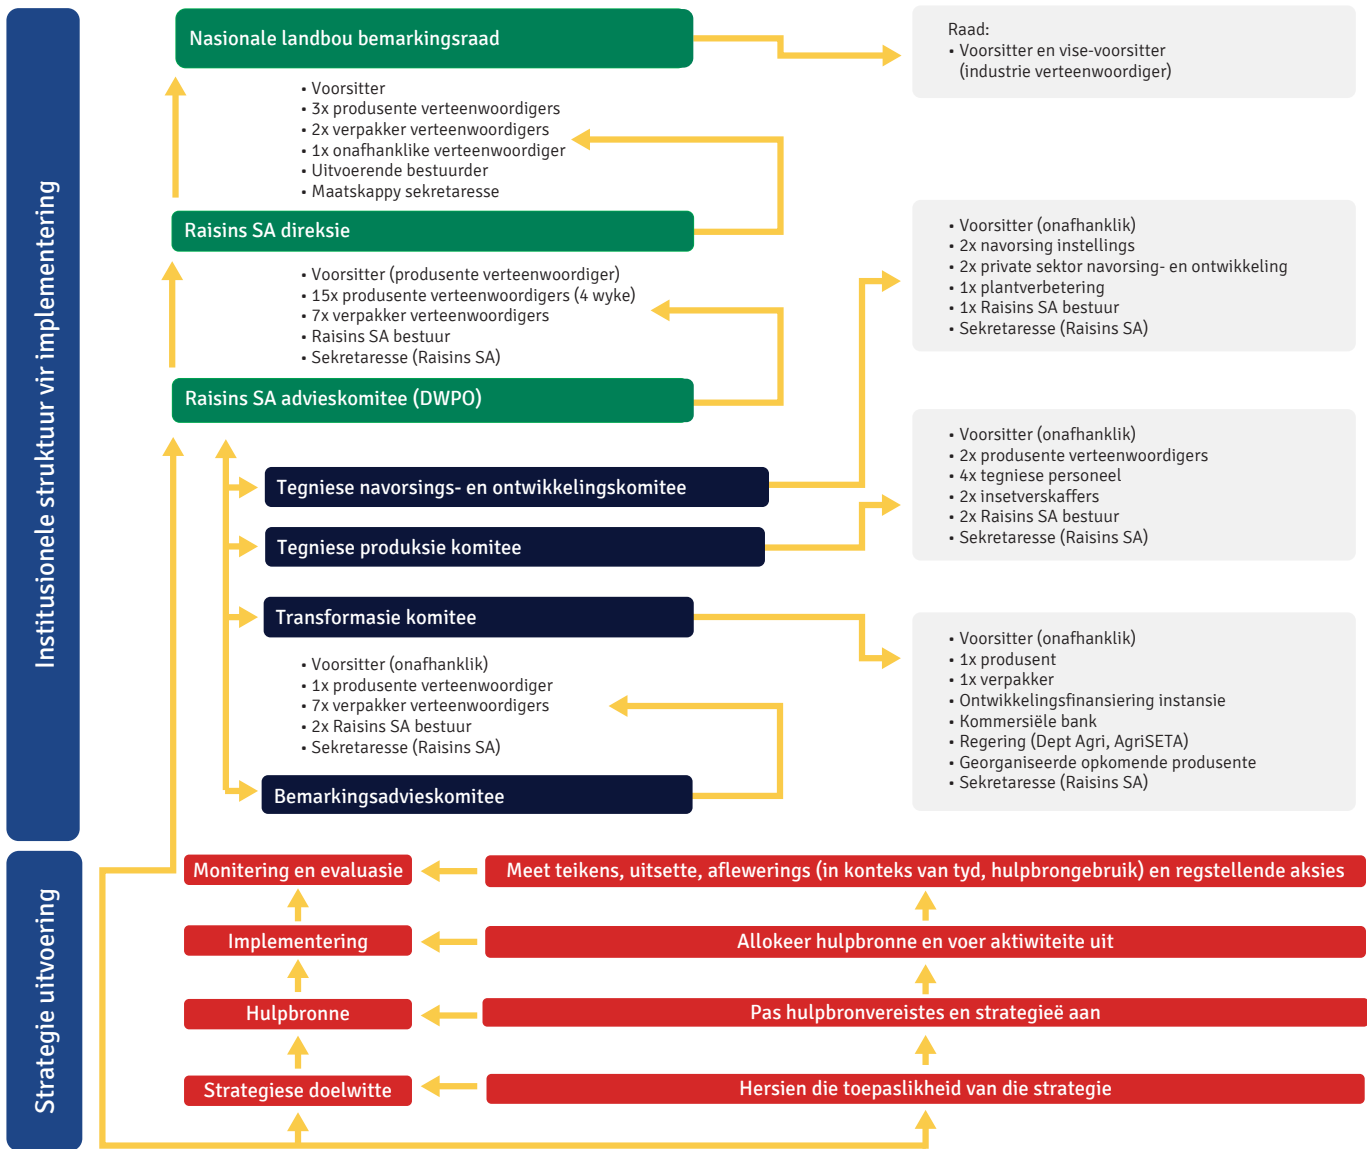 Institusionele struktuur vir implementering
Nasionale landbou bemarkingsraad
Raad:
• Voorsitter en vise-voorsitter
(industrie verteenwoordiger)
• Voorsitter
• 3x produsente verteenwoordigers
• 2x verpakker verteenwoordigers
• 1x onafhanklike verteenwoordiger
• Uitvoerende bestuurder
• Maatskappy sekretaresse
Raisins SA direksie
• Voorsitter (produsente verteenwoordiger)
• 15x produsente verteenwoordigers (4 wyke)
• 7x verpakker verteenwoordigers
• Raisins SA bestuur
• Sekretaresse (Raisins SA)
Raisins SA advieskomitee (DWPO)
• Voorsitter (onafhanklik)
• 2x navorsing instellings
• 2x private sektor navorsing- en ontwikkeling
• 1x plantverbetering
• 1x Raisins SA bestuur
• Sekretaresse (Raisins SA)
Tegniese navorsings- en ontwikkelingskomitee
Tegniese produksie komitee
• Voorsitter (onafhanklik)
• 2x produsente verteenwoordigers
• 4x tegniese personeel
• 2x insetverskaffers
• 2x Raisins SA bestuur
• Sekretaresse (Raisins SA)
Transformasie komitee
• Voorsitter (onafhanklik)
• 1x produsente verteenwoordiger
• 7x verpakker verteenwoordigers
• 2x Raisins SA bestuur
• Sekretaresse (Raisins SA)
Bemarkingsadvieskomitee
• Voorsitter (onafhanklik)
• 1x produsent
• 1x verpakker
• Ontwikkelingsfinansiering instansie
• Kommersiële bank
• Regering (Dept Agri, AgriSETA)
• Georganiseerde opkomende produsente
• Sekretaresse (Raisins SA)
Strategie uitvoering
Monitering en evaluasie
Meet teikens, uitsette, aflewerings (in konteks van tyd, hulpbrongebruik) en regstellende aksies
Implementering
Allokeer hulpbronne en voer aktiwiteite uit
Hulpbronne
Pas hulpbronvereistes en strategieë aan
Strategiese doelwitte
Hersien die toepaslikheid van die strategie